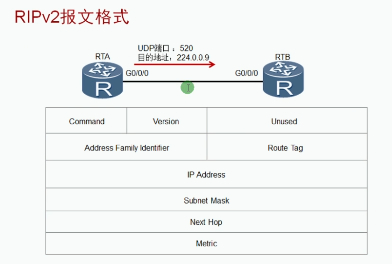 RIPv2报文格式
UDP端口：520
目的地址：224.0.0.9
RTA
RTB
G0/0/0
G0/0/0
R
R
Command
Version
Unused
Address Family Identifier
Route Tag
IP Address
Subnet Mask
Next Hop
Metric